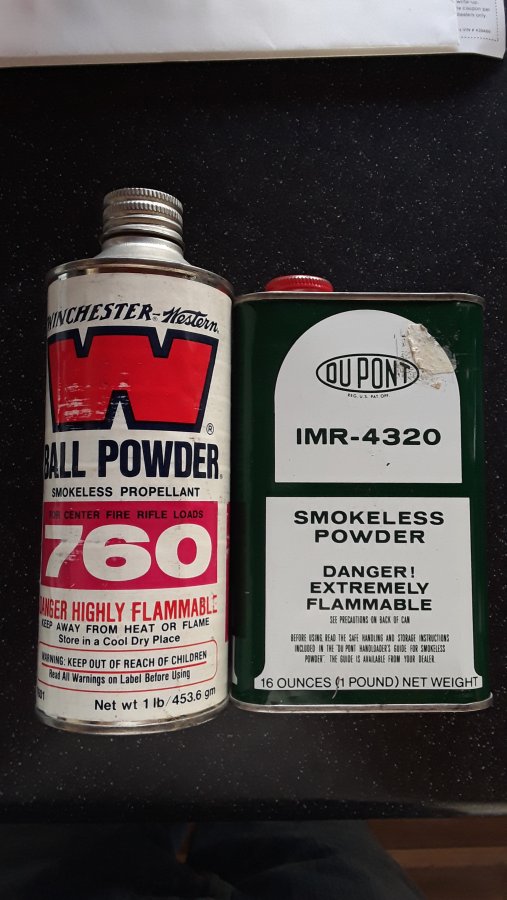 write-up.
coupon per
WINCHESTER-Western
W
®
BALL POWDER
SMOKELESS PROPELLANT
FOR CENTER FIRE RIFLE LOADS
760
DANGER HIGHLY FLAMMABLE
KEEP AWAY FROM HEAT OR FLAME
Store in a Cool Dry Place
WARNING: KEEP OUT OF REACH OF CHILDREN
Read All Warnings on Label Before Using
Net wt 1 lb/453.6 gm
DU PONT
REG. U.S. PAT. OFF.
IMR-4320
SMOKELESS
POWDER
DANGER!
EXTREMELY
FLAMMABLE
SEE PRECAUTIONS ON BACK OF CAN
BEFORE USING, READ THE SAFE HANDLING AND STORAGE INSTRUCTIONS
INCLUDED IN THE "DU PONT HANDLOADER'S GUIDE FOR SMOKELESS
POWDER". THE GUIDE IS AVAILABLE FROM YOUR DEALER.
16 OUNCES (1 POUND) NET WEIGHT